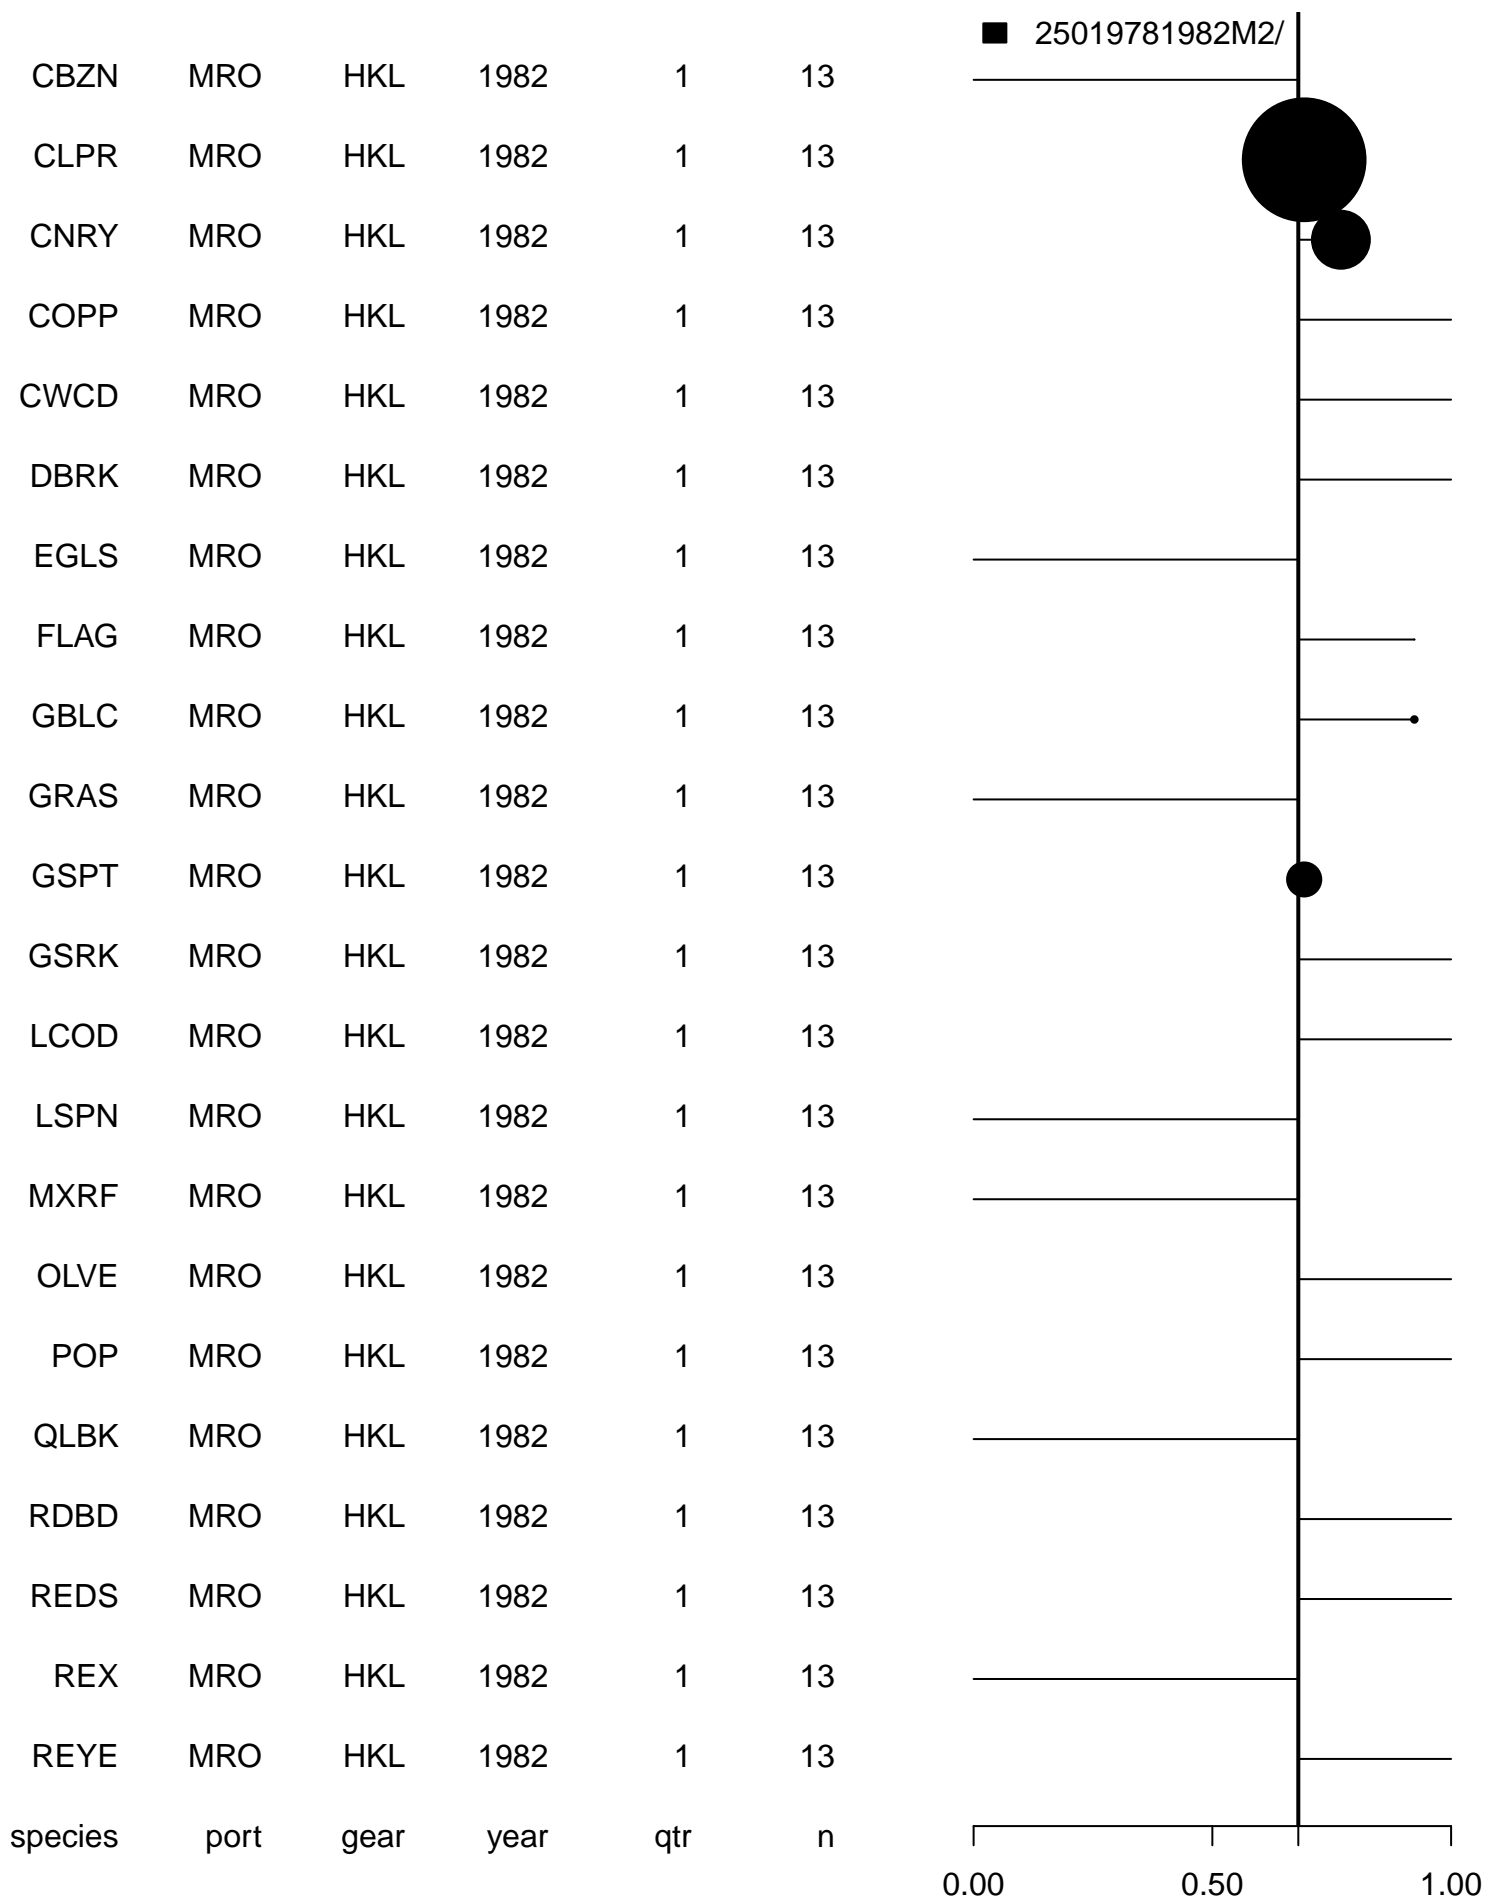 25019781982M2/
CBZN MRO HKL 1982 1 13
CLPR MRO HKL 1982 1 13
CNRY MRO HKL 1982 1 13
COPP MRO HKL 1982 1 13
CWCD MRO HKL 1982 1 13
DBRK MRO HKL 1982 1 13
EGLS MRO HKL 1982 1 13
FLAG MRO HKL 1982 1 13
GBLC MRO HKL 1982 1 13
GRAS MRO HKL 1982 1 13
GSPT MRO HKL 1982 1 13
GSRK MRO HKL 1982 1 13
LCOD MRO HKL 1982 1 13
LSPN MRO HKL 1982 1 13
MXRF MRO HKL 1982 1 13
OLVE MRO HKL 1982 1 13
POP MRO HKL 1982 1 13
QLBK MRO HKL 1982 1 13
RDBD MRO HKL 1982 1 13
REDS MRO HKL 1982 1 13
REX MRO HKL 1982 1 13
REYE MRO HKL 1982 1 13
species port gear year qtr n
0.00 0.50 1.00